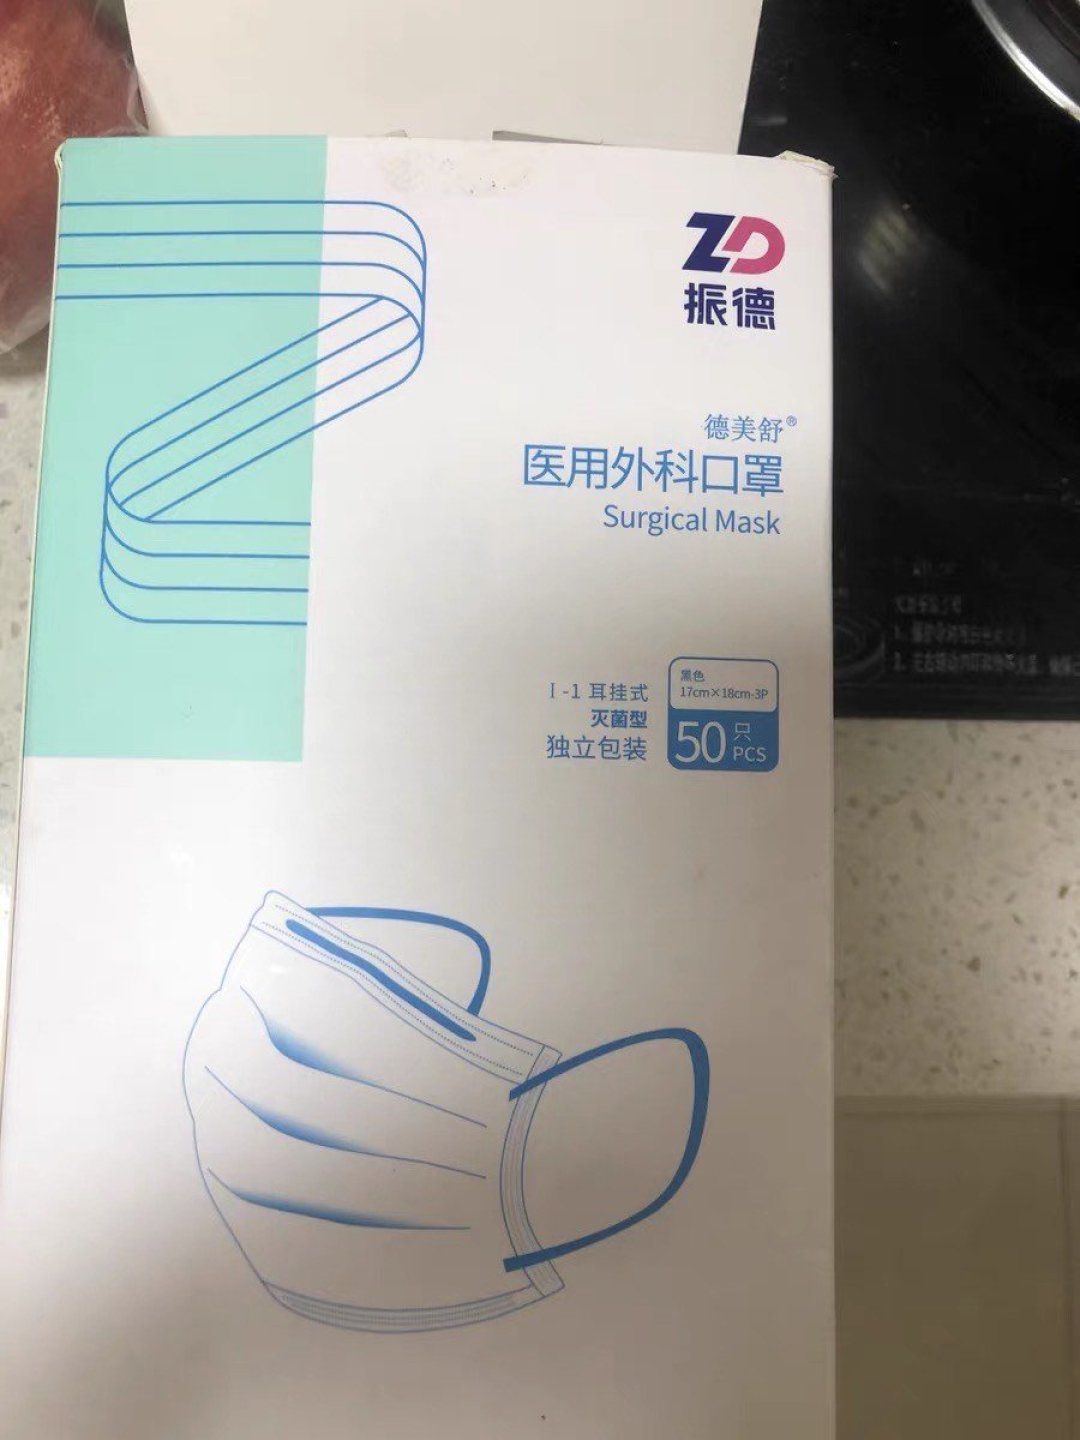 ZD
振德
德美舒®
医用外科口罩
Surgical Mask
I-1 耳挂式
灭菌型
独立包装
黑色
17cm×18cm-3P
50只
PCS